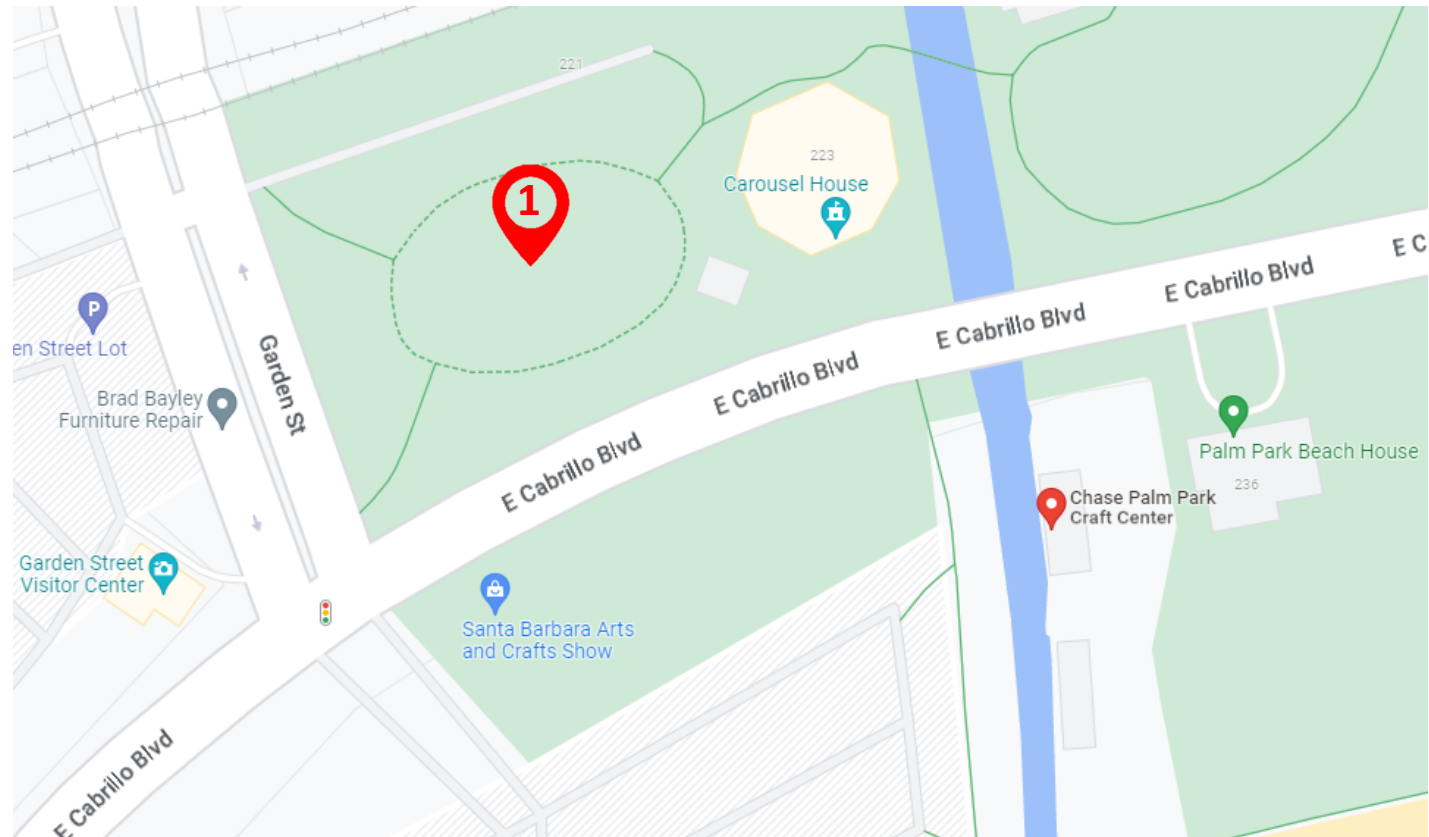 221
1
223
Carousel House
E C
E Cabrillo Blvd
E Cabrillo Blvd
P
en Street Lot
Garden St
E Cabrillo Blvd
Brad Bayley
Furniture Repair
E Cabrillo Blvd
Palm Park Beach House
236
Chase Palm Park
Craft Center
Garden Street
Visitor Center
Santa Barbara Arts
and Crafts Show
E Cabrillo Blvd